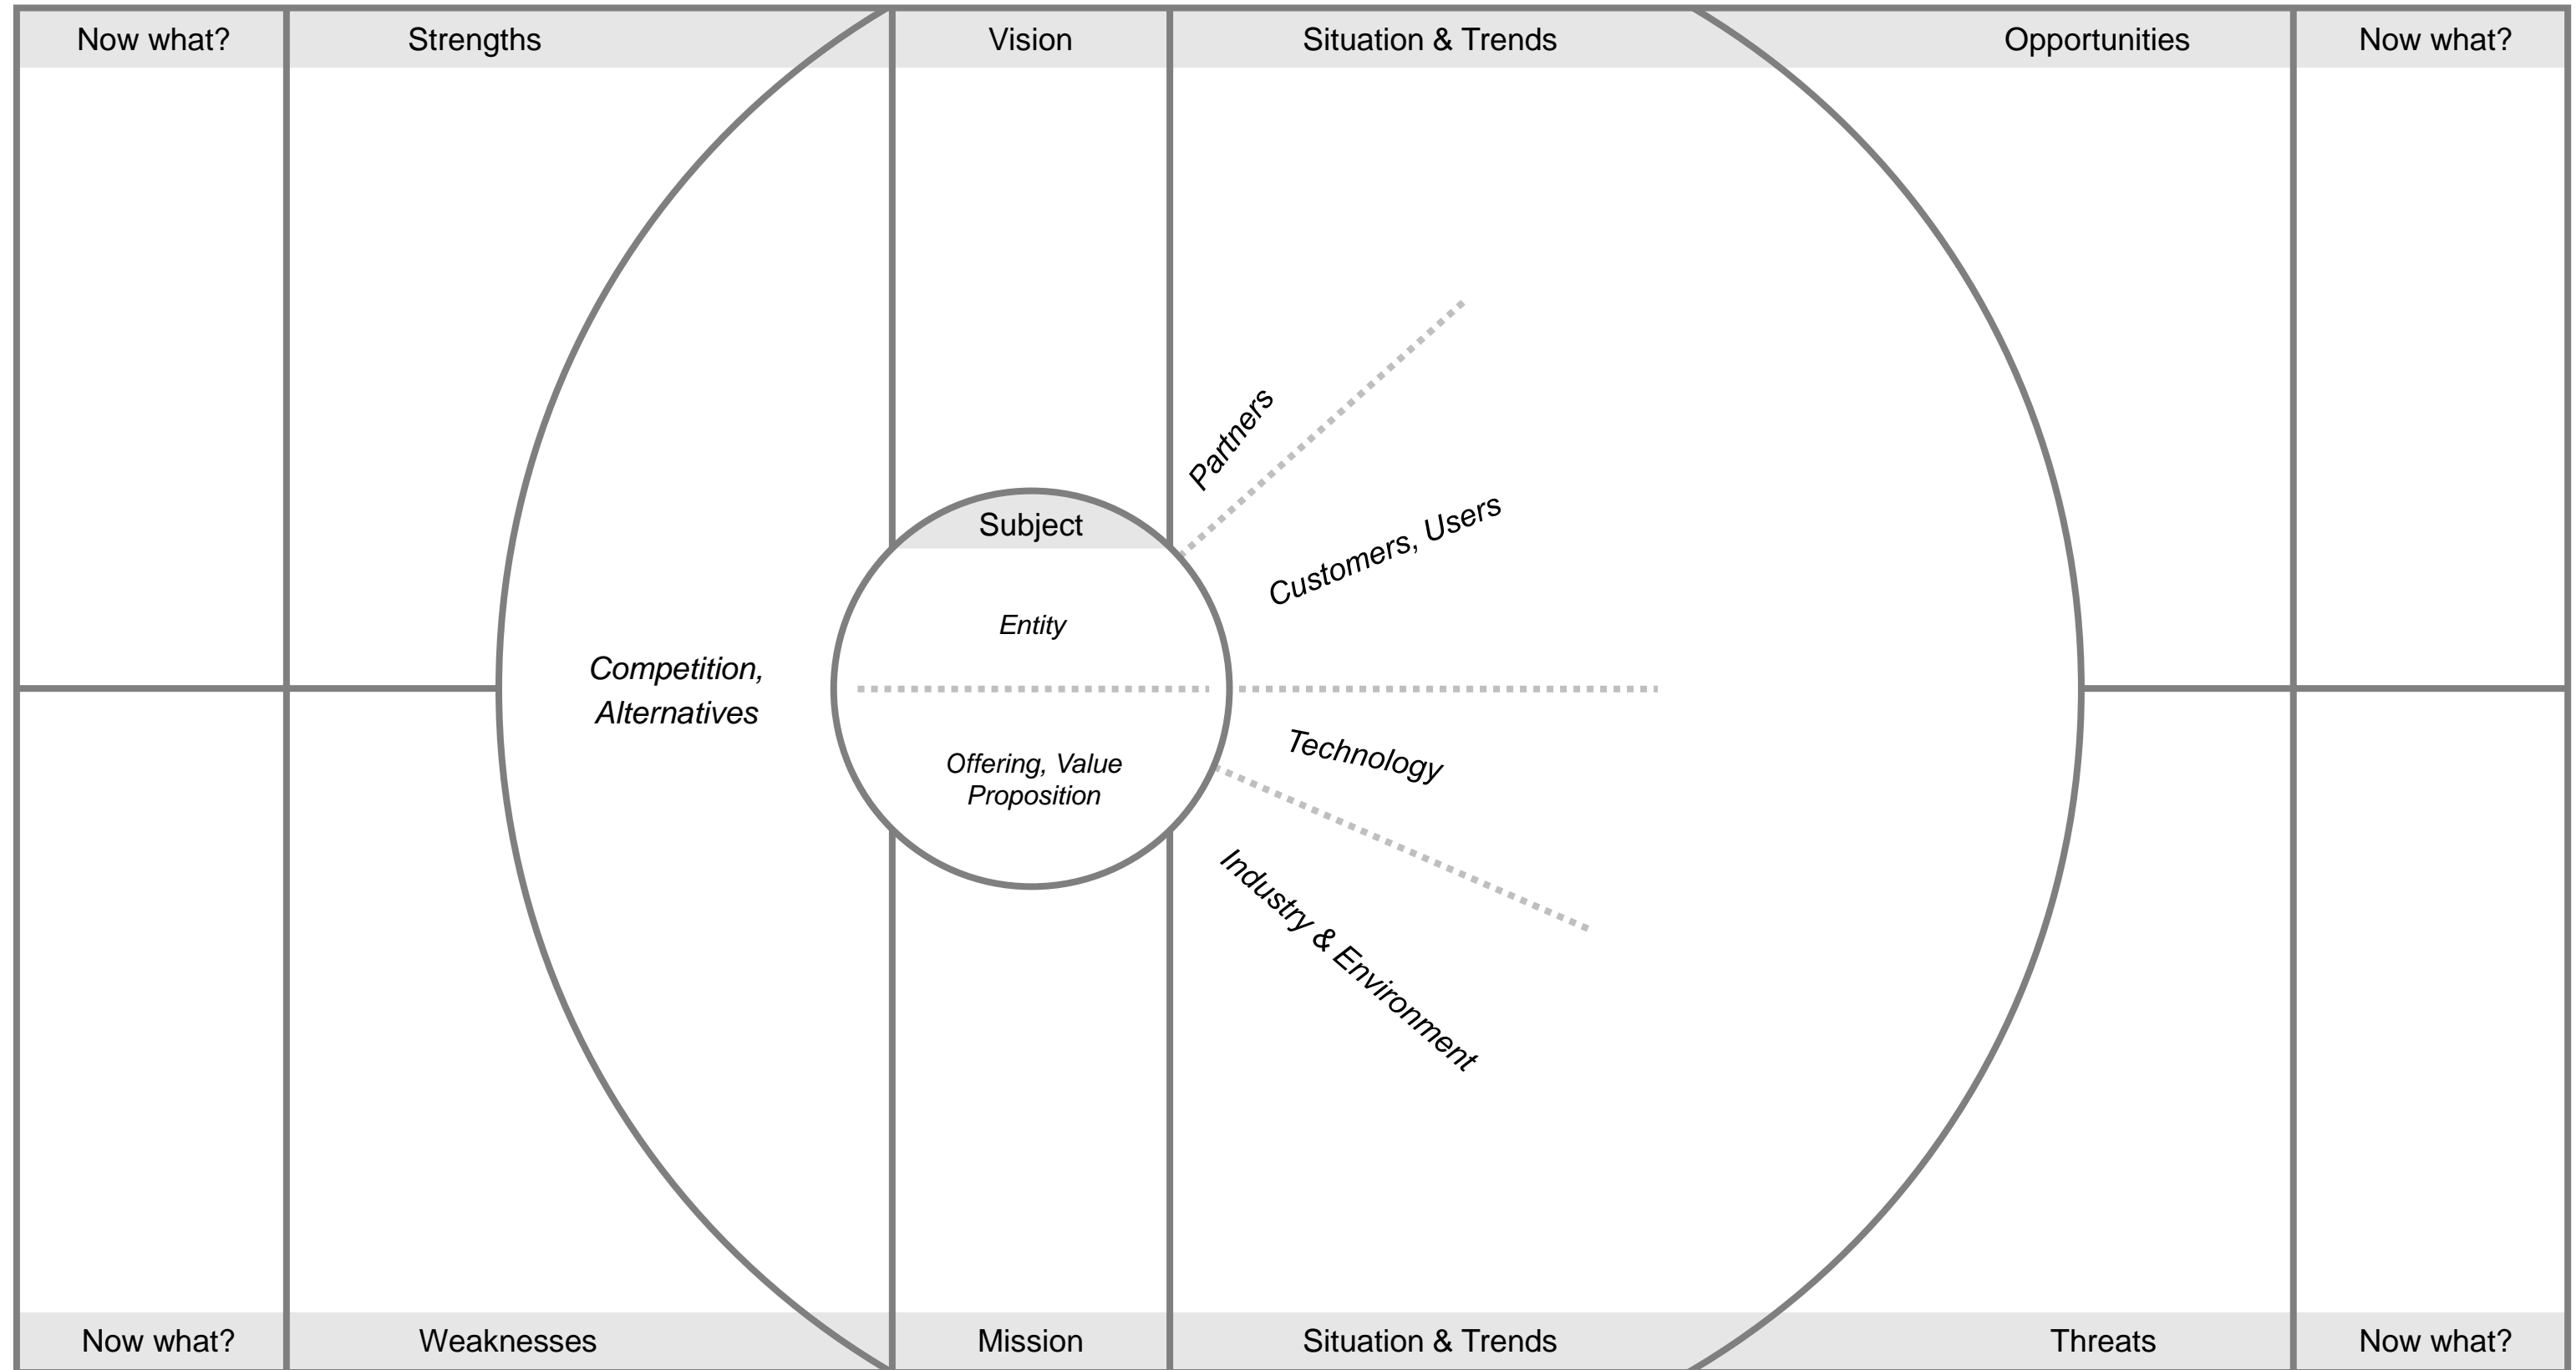 Now what?
Strengths
Vision
Situation & Trends
Opportunities
Now what?
Partners
Customers, Users
Subject
Entity
Competition,
Alternatives
Offering, Value
Proposition
Technology
Industry & Environment
Now what?
Weaknesses
Mission
Situation & Trends
Threats
Now what?